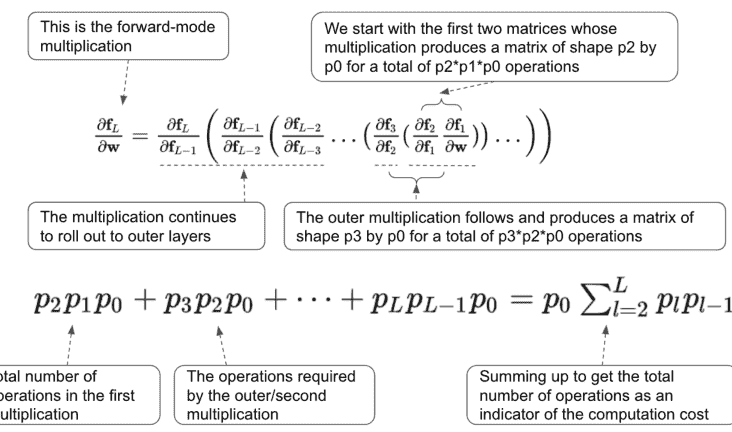 This is the forward-mode
multiplication
We start with the first two matrices whose
multiplication produces a matrix of shape p2 by
p0 for a total of p2*p1*p0 operations
∂f_L/∂w = ∂f_L/∂f_{L−1} (∂f_{L−1}/∂f_{L−2} (∂f_{L−2}/∂f_{L−3} ⋯ (∂f_3/∂f_2 (∂f_2/∂f_1 ∂f_1/∂w)) ⋯ ))
The multiplication continues
to roll out to outer layers
The outer multiplication follows and produces a matrix of
shape p3 by p0 for a total of p3*p2*p0 operations
p_2p_1p_0 + p_3p_2p_0 + ⋯ + p_Lp_{L−1}p_0 = p_0 ∑_{l=2}^{L} p_lp_{l−1}
otal number of
perations in the first
ultiplication
The operations required
by the outer/second
multiplication
Summing up to get the total
number of operations as an
indicator of the computation cost